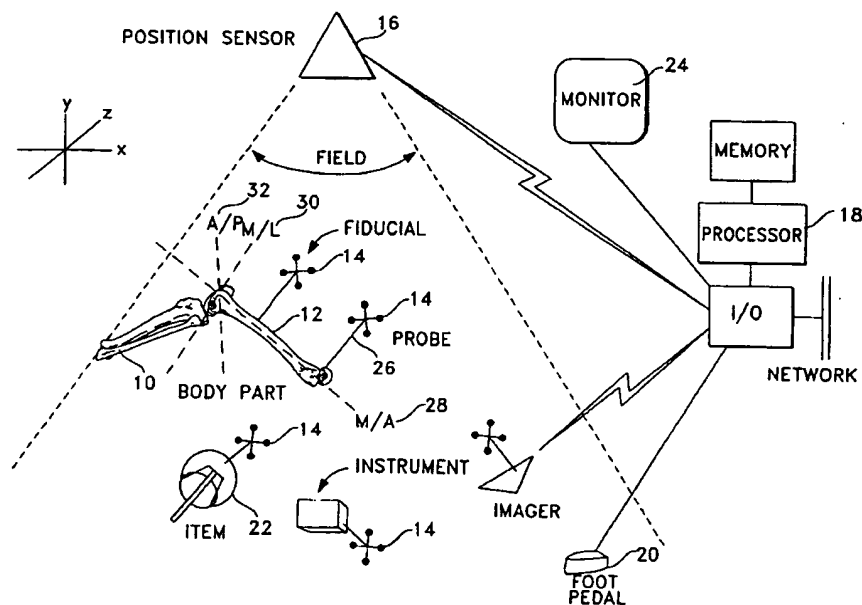 POSITION SENSOR
16
24
MONITOR
MEMORY
18
PROCESSOR
I/O
NETWORK
y
z
x
FIELD
32
30
A/P
M/L
FIDUCIAL
14
12
14
PROBE
26
10
BODY PART
M/A
28
14
INSTRUMENT
22
ITEM
14
IMAGER
20
FOOT
PEDAL